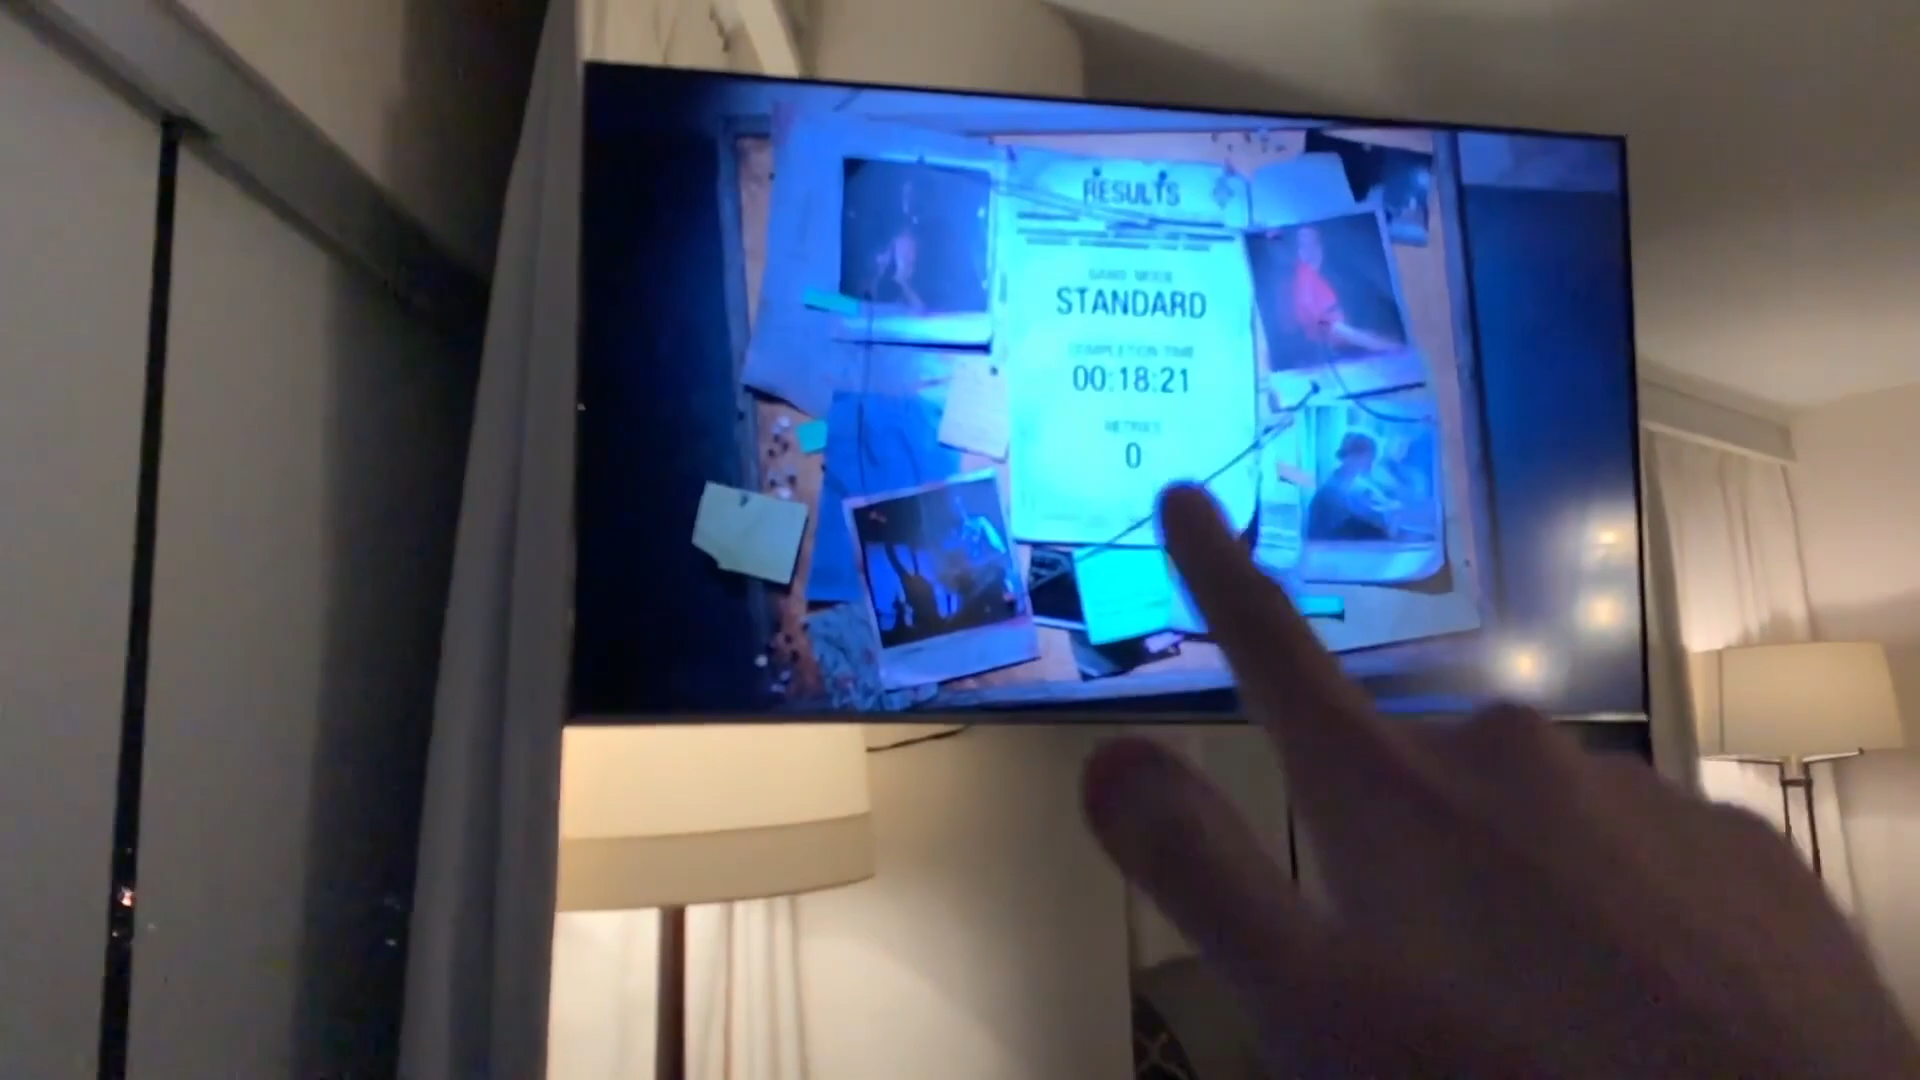 RESULTS
GAME MODE
STANDARD
COMPLETION TIME
00:18:21
RETRIES
0